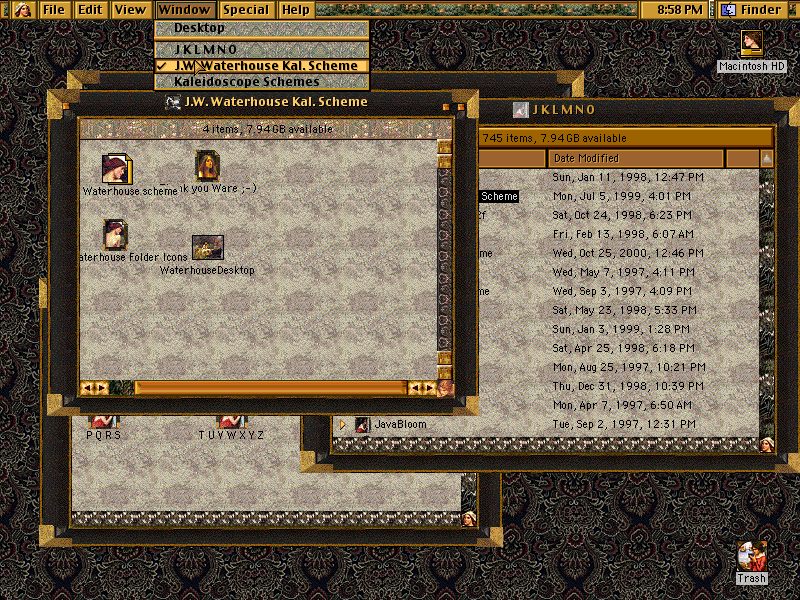 File Edit View Window Special Help 8:58 PM Finder
Desktop
J K L M N O
✓ J.W. Waterhouse Kal. Scheme
Kaleidoscope Schemes
Macintosh HD
J.W. Waterhouse Kal. Scheme
4 items, 7.94 GB available
Waterhouse.scheme
ik you Ware ;-)
aterhouse Folder Icons
WaterhouseDesktop
J K L M N O
745 items, 7.94 GB available
Date Modified
Sun, Jan 11, 1998, 12:47 PM
Scheme Mon, Jul 5, 1999, 4:01 PM
2f Sat, Oct 24, 1998, 6:23 PM
Fri, Feb 13, 1998, 6:07 AM
me Wed, Oct 25, 2000, 12:46 PM
Wed, May 7, 1997, 4:11 PM
me Wed, Sep 3, 1997, 4:09 PM
Sat, May 23, 1998, 5:33 PM
Sun, Jan 3, 1999, 1:28 PM
Sat, Apr 25, 1998, 6:18 PM
Mon, Aug 25, 1997, 10:21 PM
Thu, Dec 31, 1998, 10:39 PM
Mon, Apr 7, 1997, 6:50 AM
JavaBloom Tue, Sep 2, 1997, 12:31 PM
P Q R S
T U Y W X Y Z
Trash